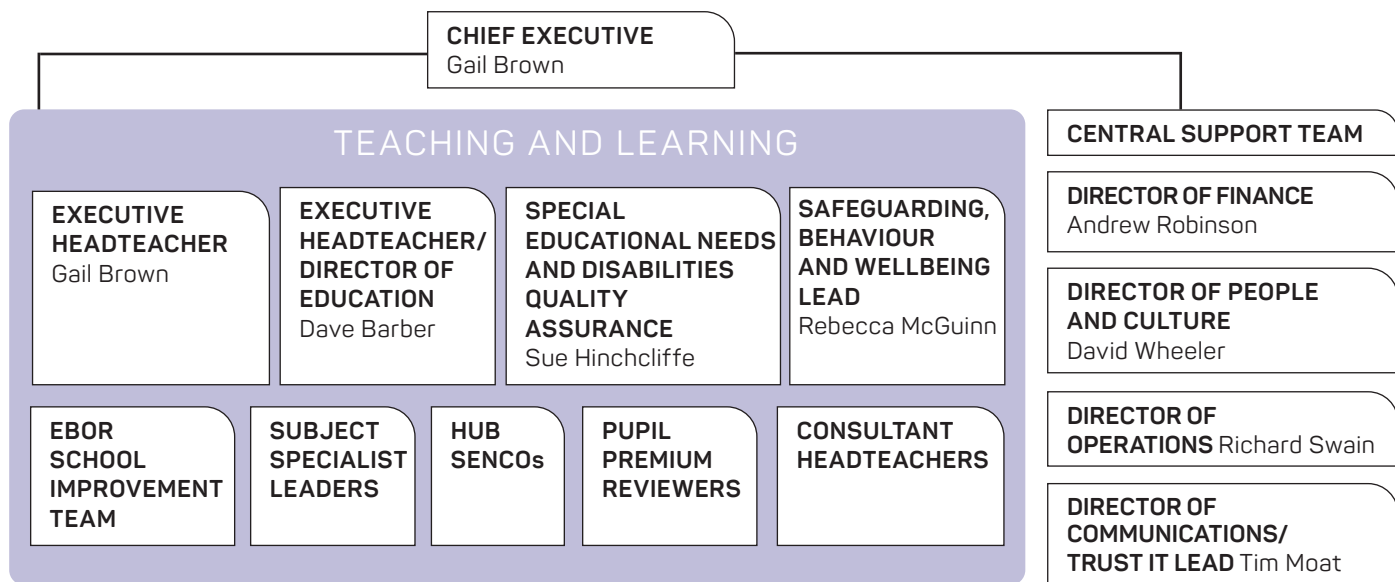 CHIEF EXECUTIVE
Gail Brown
TEACHING AND LEARNING
EXECUTIVE
HEADTEACHER
Gail Brown
EXECUTIVE
HEADTEACHER/
DIRECTOR OF
EDUCATION
Dave Barber
SPECIAL
EDUCATIONAL NEEDS
AND DISABILITIES
QUALITY
ASSURANCE
Sue Hinchcliffe
SAFEGUARDING,
BEHAVIOUR
AND WELLBEING
LEAD
Rebecca McGuinn
EBOR
SCHOOL
IMPROVEMENT
TEAM
SUBJECT
SPECIALIST
LEADERS
HUB
SENCOs
PUPIL
PREMIUM
REVIEWERS
CONSULTANT
HEADTEACHERS
CENTRAL SUPPORT TEAM
DIRECTOR OF FINANCE
Andrew Robinson
DIRECTOR OF PEOPLE
AND CULTURE
David Wheeler
DIRECTOR OF
OPERATIONS Richard Swain
DIRECTOR OF
COMMUNICATIONS/
TRUST IT LEAD Tim Moat